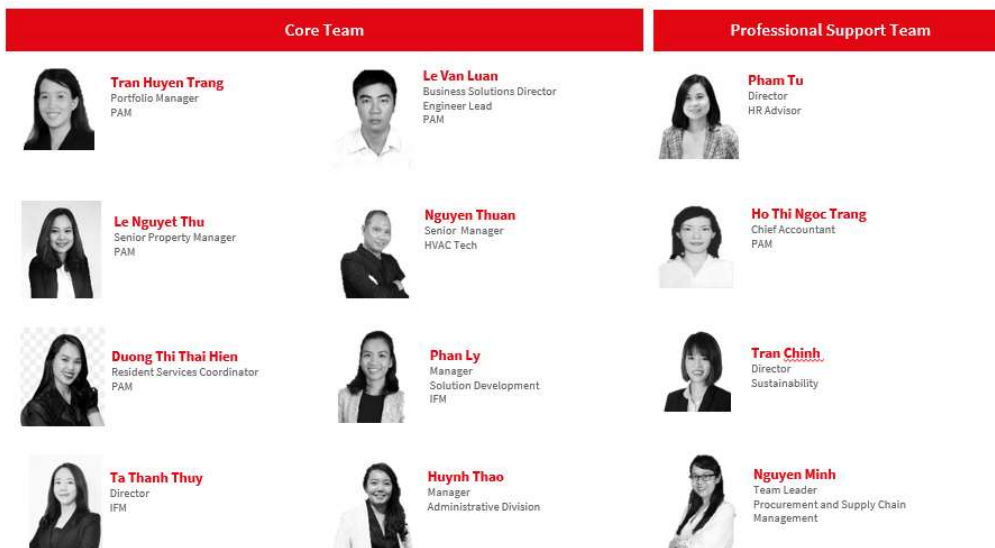 Core Team
Professional Support Team
Tran Huyen Trang
Portfolio Manager
PAM
Le Van Luan
Business Solutions Director
Engineer Lead
PAM
Pham Tu
Director
HR Advisor
Le Nguyet Thu
Senior Property Manager
PAM
Nguyen Thuan
Senior Manager
HVAC Tech
Ho Thi Ngoc Trang
Chief Accountant
PAM
Duong Thi Thai Hien
Resident Services Coordinator
PAM
Phan Ly
Manager
Solution Development
IFM
Tran Chinh
Director
Sustainability
Ta Thanh Thuy
Director
IFM
Huynh Thao
Manager
Administrative Division
Nguyen Minh
Team Leader
Procurement and Supply Chain
Management